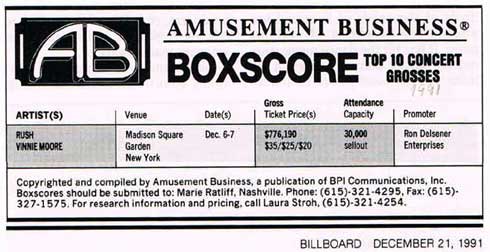 AB
AMUSEMENT BUSINESS®
BOXSCORE TOP 10 CONCERT
GROSSES
1991
Gross Attendance
ARTIST(S) Venue Date(s) Ticket Price(s) Capacity Promoter
RUSH Madison Square Dec. 6-7 $776,190 30,000 Ron Dolsener
VINNIE MOORE Garden $35/$25/$20 sellout Enterprises
New York
Copyrighted and compiled by Amusement Business, a publication of BPI Communications, Inc.
Boxscores should be submitted to: Marie Ratliff, Nashville. Phone: (615)-321-4295, Fax: (615)-
327-1575. For research information and pricing, call Laura Stroh, (615)-321-4254.
BILLBOARD DECEMBER 21, 1991